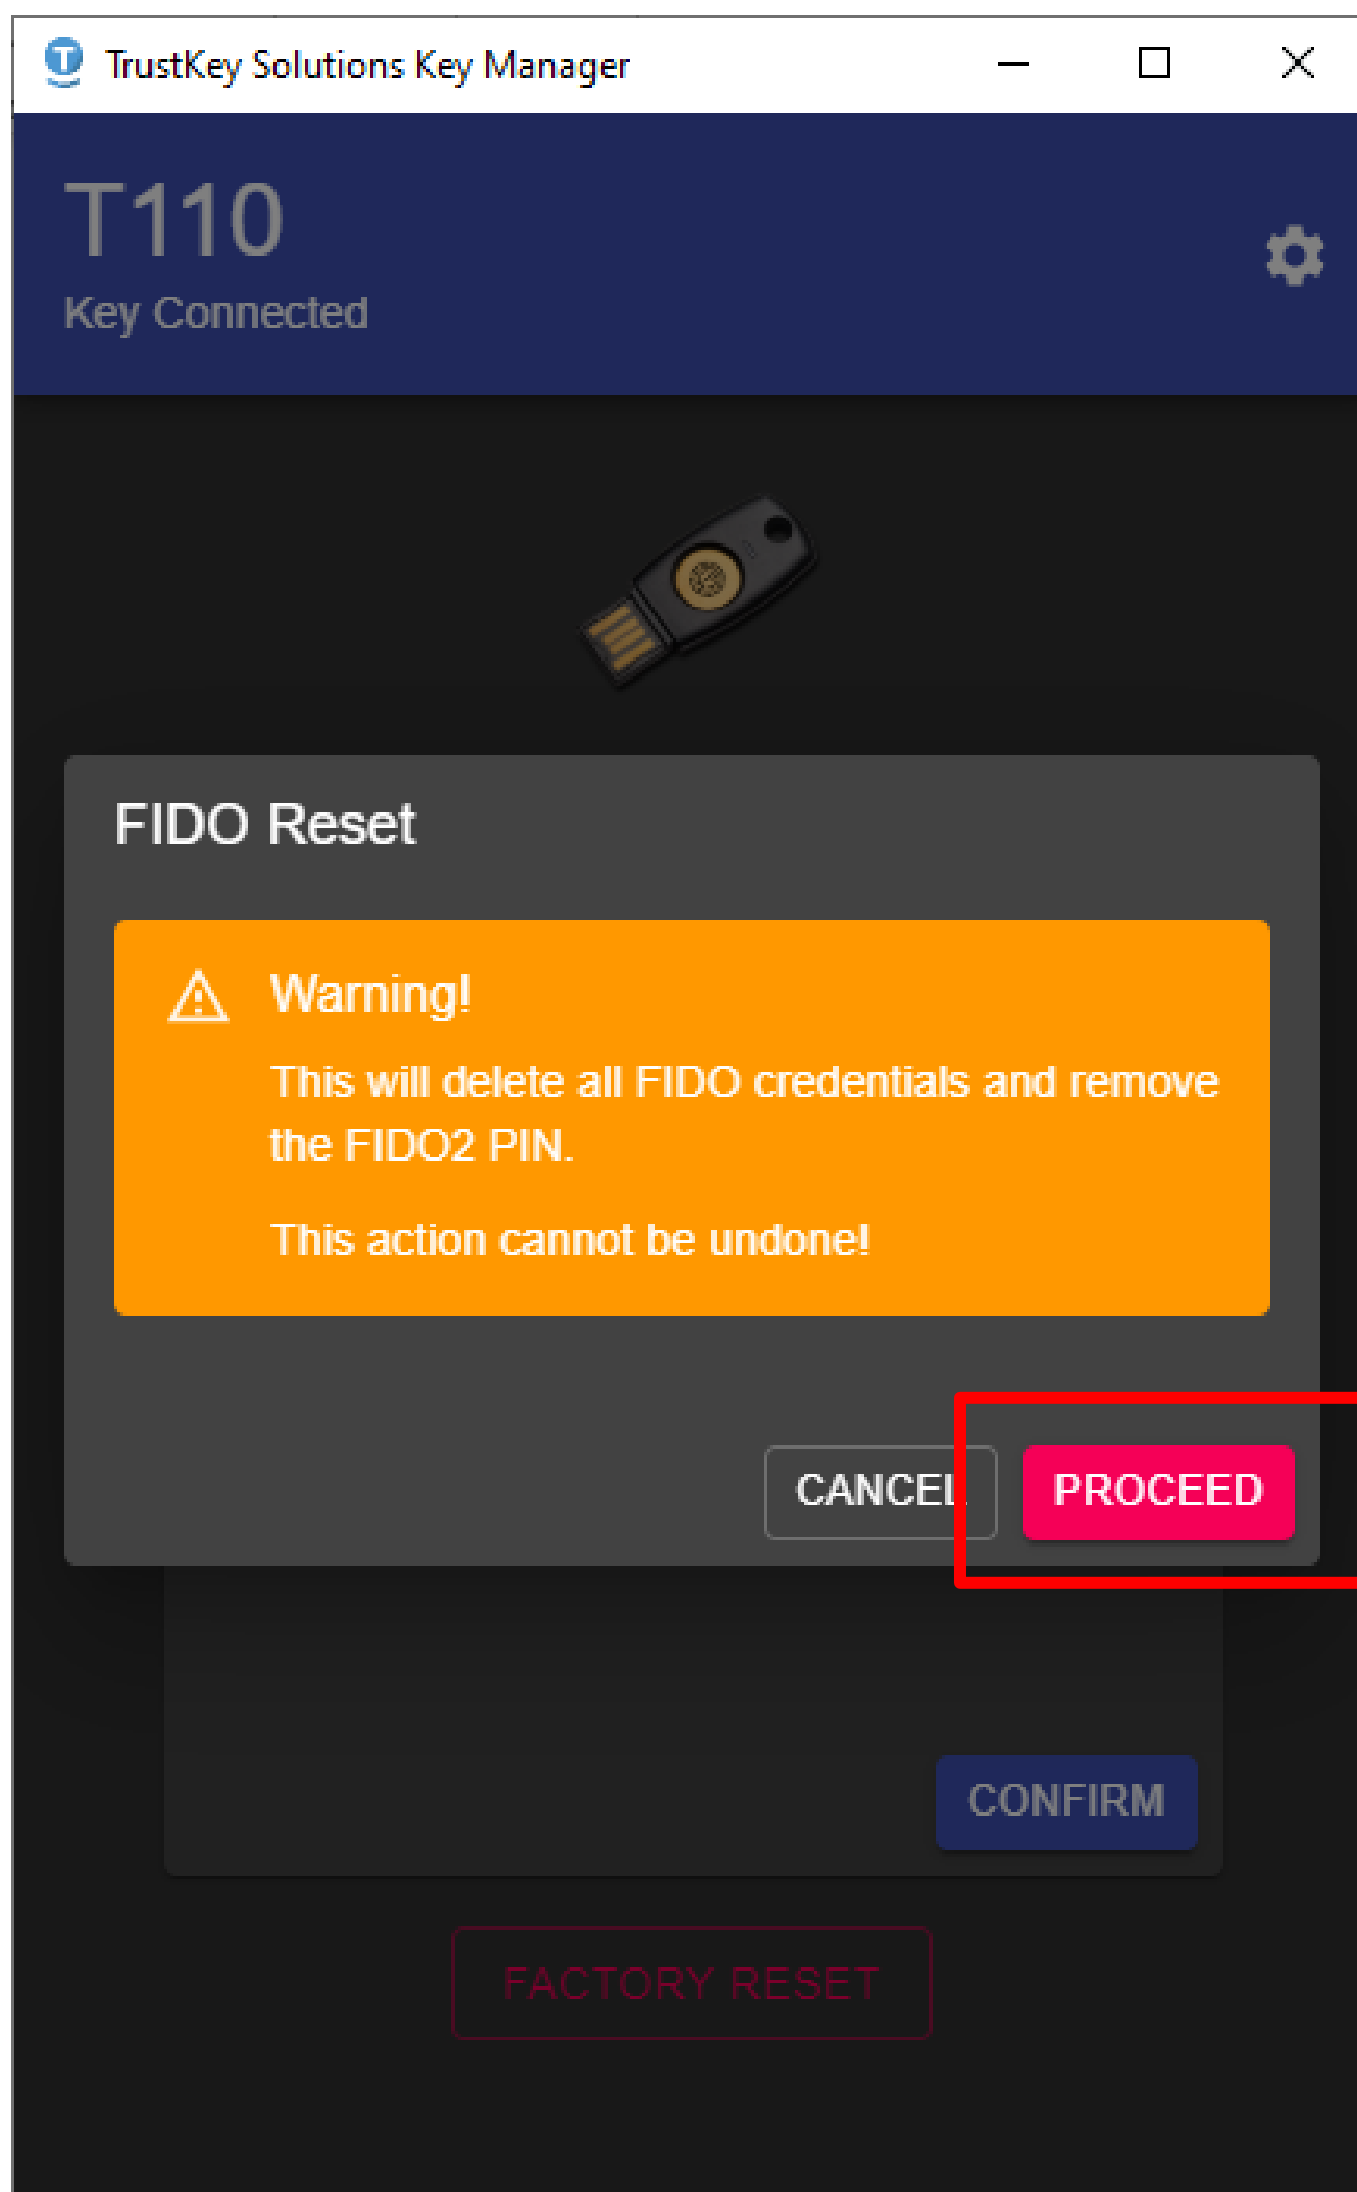 TrustKey Solutions Key Manager
T110
Key Connected
FIDO Reset
Warning!
This will delete all FIDO credentials and remove
the FIDO2 PIN.
This action cannot be undone!
CANCEL
PROCEED
CONFIRM
FACTORY RESET